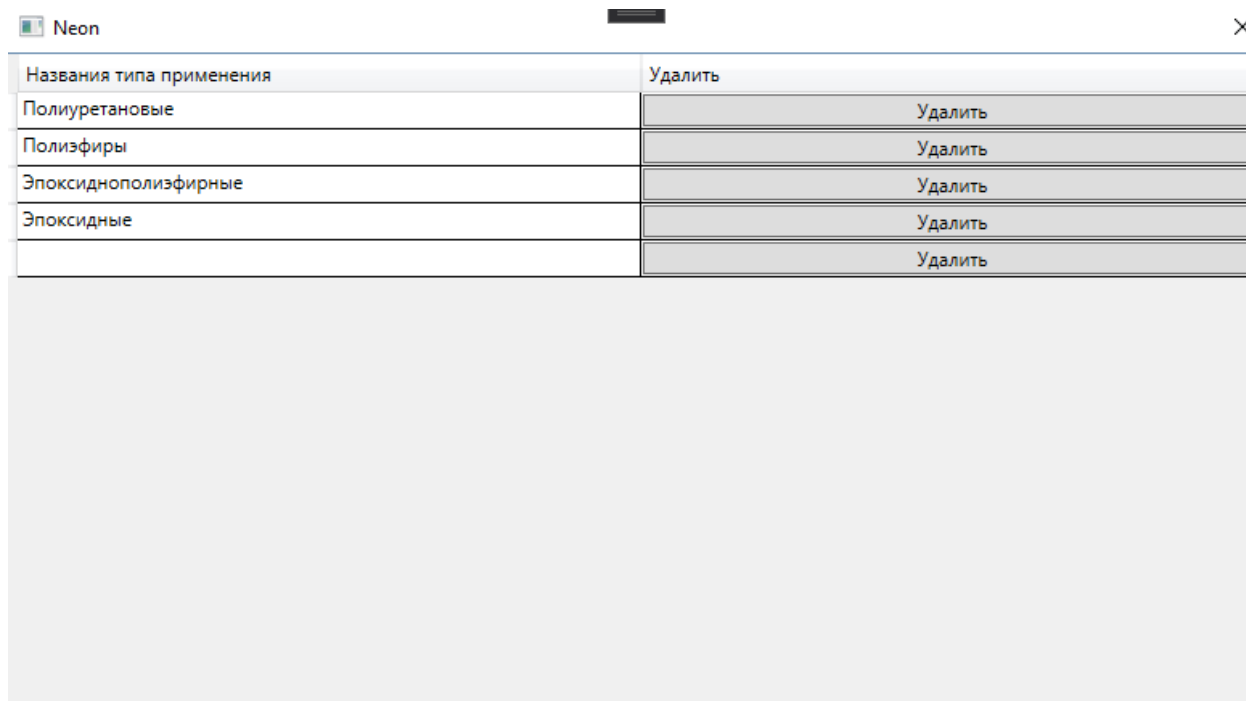 Neon
Названия типа применения Удалить
Полиуретановые Удалить
Полиэфиры Удалить
Эпоксиднополиэфирные Удалить
Эпоксидные Удалить
Удалить